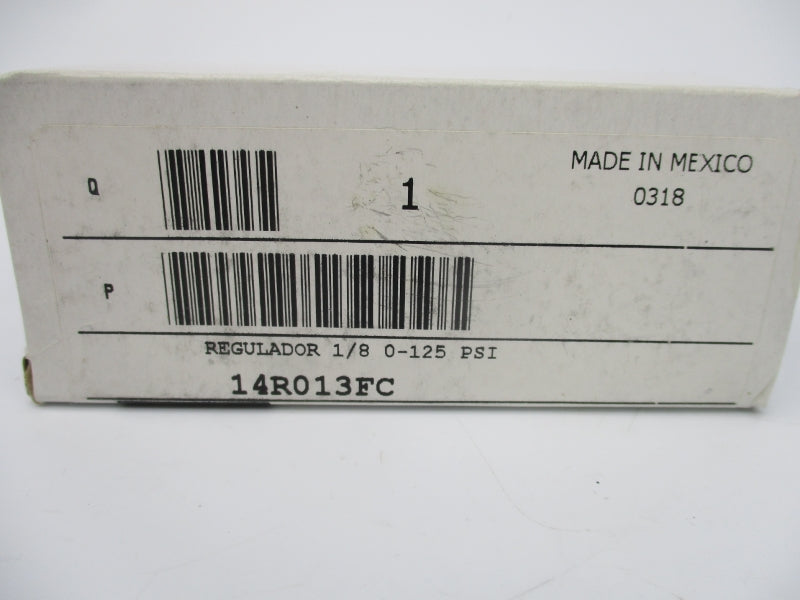 Q
1
MADE IN MEXICO
0318
P
REGULADOR 1/8 0-125 PSI
14R013FC